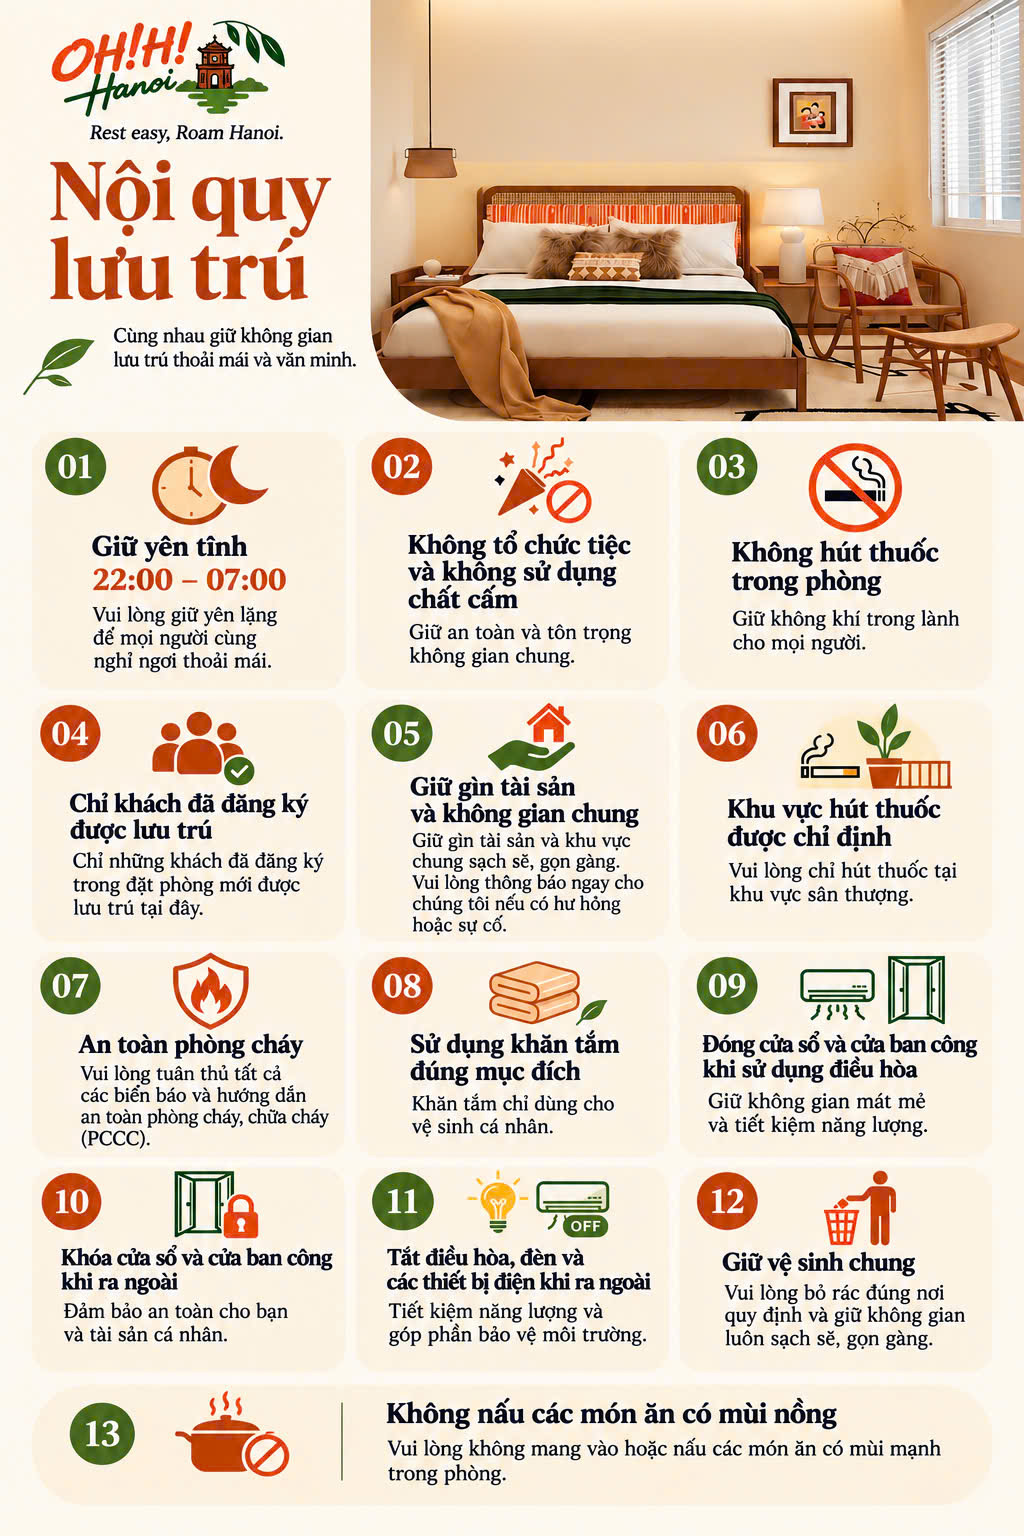 OH!H!
Hanoi
Rest easy, Roam Hanoi.
Nội quy
lưu trú
Cùng nhau giữ không gian
lưu trú thoải mái và văn minh.
01
Giữ yên tĩnh
22:00 – 07:00
Vui lòng giữ yên lặng
để mọi người cùng
nghỉ ngơi thoải mái.
02
Không tổ chức tiệc
và không sử dụng
chất cấm
Giữ an toàn và tôn trọng
không gian chung.
03
Không hút thuốc
trong phòng
Giữ không khí trong lành
cho mọi người.
04
Chỉ khách đã đăng ký
được lưu trú
Chỉ những khách đã đăng ký
trong đặt phòng mới được
lưu trú tại đây.
05
Giữ gìn tài sản
và không gian chung
Giữ gìn tài sản và khu vực
chung sạch sẽ, gọn gàng.
Vui lòng thông báo ngay cho
chúng tôi nếu có hư hỏng
hoặc sự cố.
06
Khu vực hút thuốc
được chỉ định
Vui lòng chỉ hút thuốc tại
khu vực sân thượng.
07
An toàn phòng cháy
Vui lòng tuân thủ tất cả
các biển báo và hướng dẫn
an toàn phòng cháy, chữa cháy
(PCCC).
08
Sử dụng khăn tắm
đúng mục đích
Khăn tắm chỉ dùng cho
vệ sinh cá nhân.
09
Đóng cửa sổ và cửa ban công
khi sử dụng điều hòa
Giữ không gian mát mẻ
và tiết kiệm năng lượng.
10
Khóa cửa sổ và cửa ban công
khi ra ngoài
Đảm bảo an toàn cho bạn
và tài sản cá nhân.
11
OFF
Tắt điều hòa, đèn và
các thiết bị điện khi ra ngoài
Tiết kiệm năng lượng và
góp phần bảo vệ môi trường.
12
Giữ vệ sinh chung
Vui lòng bỏ rác đúng nơi
quy định và giữ không gian
luôn sạch sẽ, gọn gàng.
13
Không nấu các món ăn có mùi nồng
Vui lòng không mang vào hoặc nấu các món ăn có mùi mạnh
trong phòng.